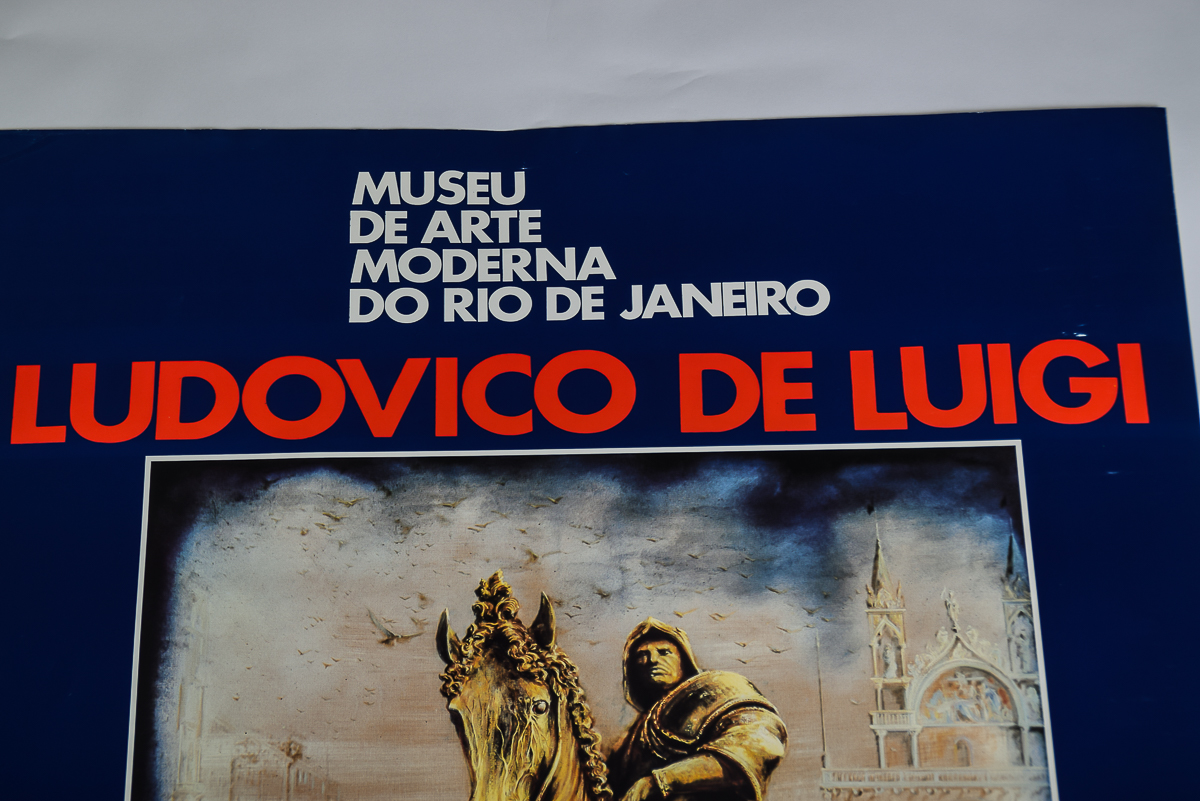 MUSEU
DE ARTE
MODERNA
DO RIO DE JANEIRO
LUDOVICO DE LUIGI